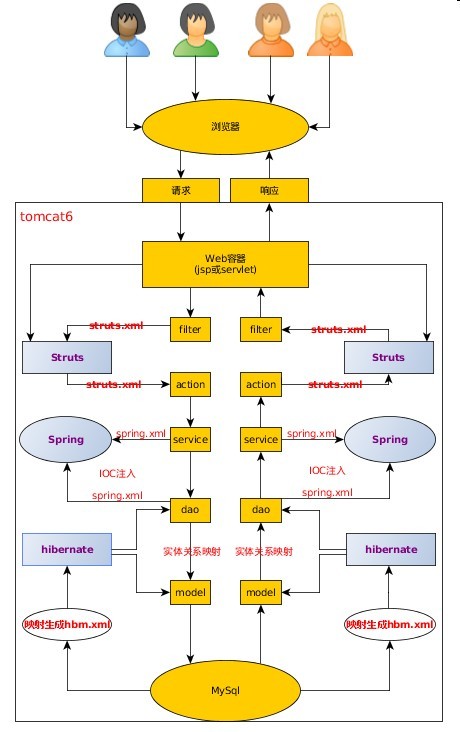 浏览器
请求
响应
tomcat6
Web容器
(jsp或servlet)
struts.xml
filter
filter
struts.xml
Struts
Struts
struts.xml
action
action
struts.xml
Spring
spring.xml
service
service
spring.xml
Spring
IOC注入
IOC注入
spring.xml
spring.xml
dao
dao
hibernate
实体关系映射
实体关系映射
hibernate
model
model
映射生成hbm.xml
映射生成hbm.xml
MySql